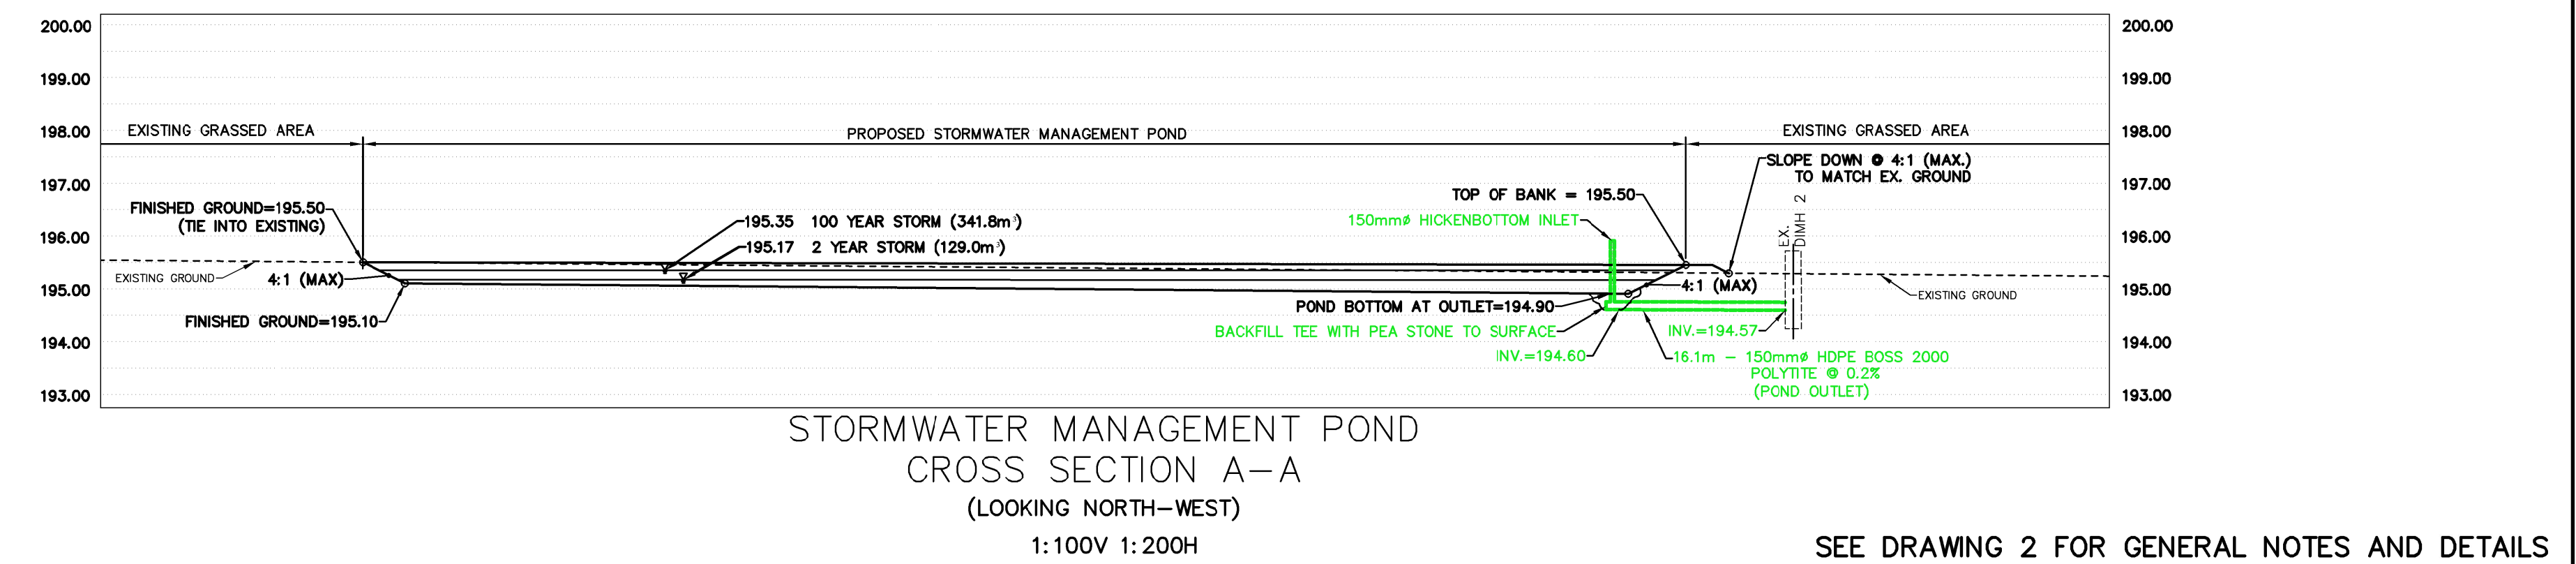 200.00
200.00
199.00
199.00
198.00
198.00
EXISTING GRASSED AREA
PROPOSED STORMWATER MANAGEMENT POND
EXISTING GRASSED AREA
SLOPE DOWN @ 4:1 (MAX.)
TO MATCH EX. GROUND
197.00
197.00
FINISHED GROUND=195.50
(TIE INTO EXISTING)
195.35 100 YEAR STORM (341.8m³)
195.17 2 YEAR STORM (129.0m³)
TOP OF BANK = 195.50
150mmø HICKENBOTTOM INLET
EX.
DIMH 2
196.00
196.00
EXISTING GROUND
4:1 (MAX)
4:1 (MAX)
EXISTING GROUND
195.00
195.00
FINISHED GROUND=195.10
POND BOTTOM AT OUTLET=194.90
BACKFILL TEE WITH PEA STONE TO SURFACE
INV.=194.57
INV.=194.60
194.00
194.00
16.1m – 150mmø HDPE BOSS 2000
POLYTITE @ 0.2%
(POND OUTLET)
193.00
193.00
STORMWATER MANAGEMENT POND
CROSS SECTION A–A
(LOOKING NORTH–WEST)
1:100V 1:200H
SEE DRAWING 2 FOR GENERAL NOTES AND DETAILS